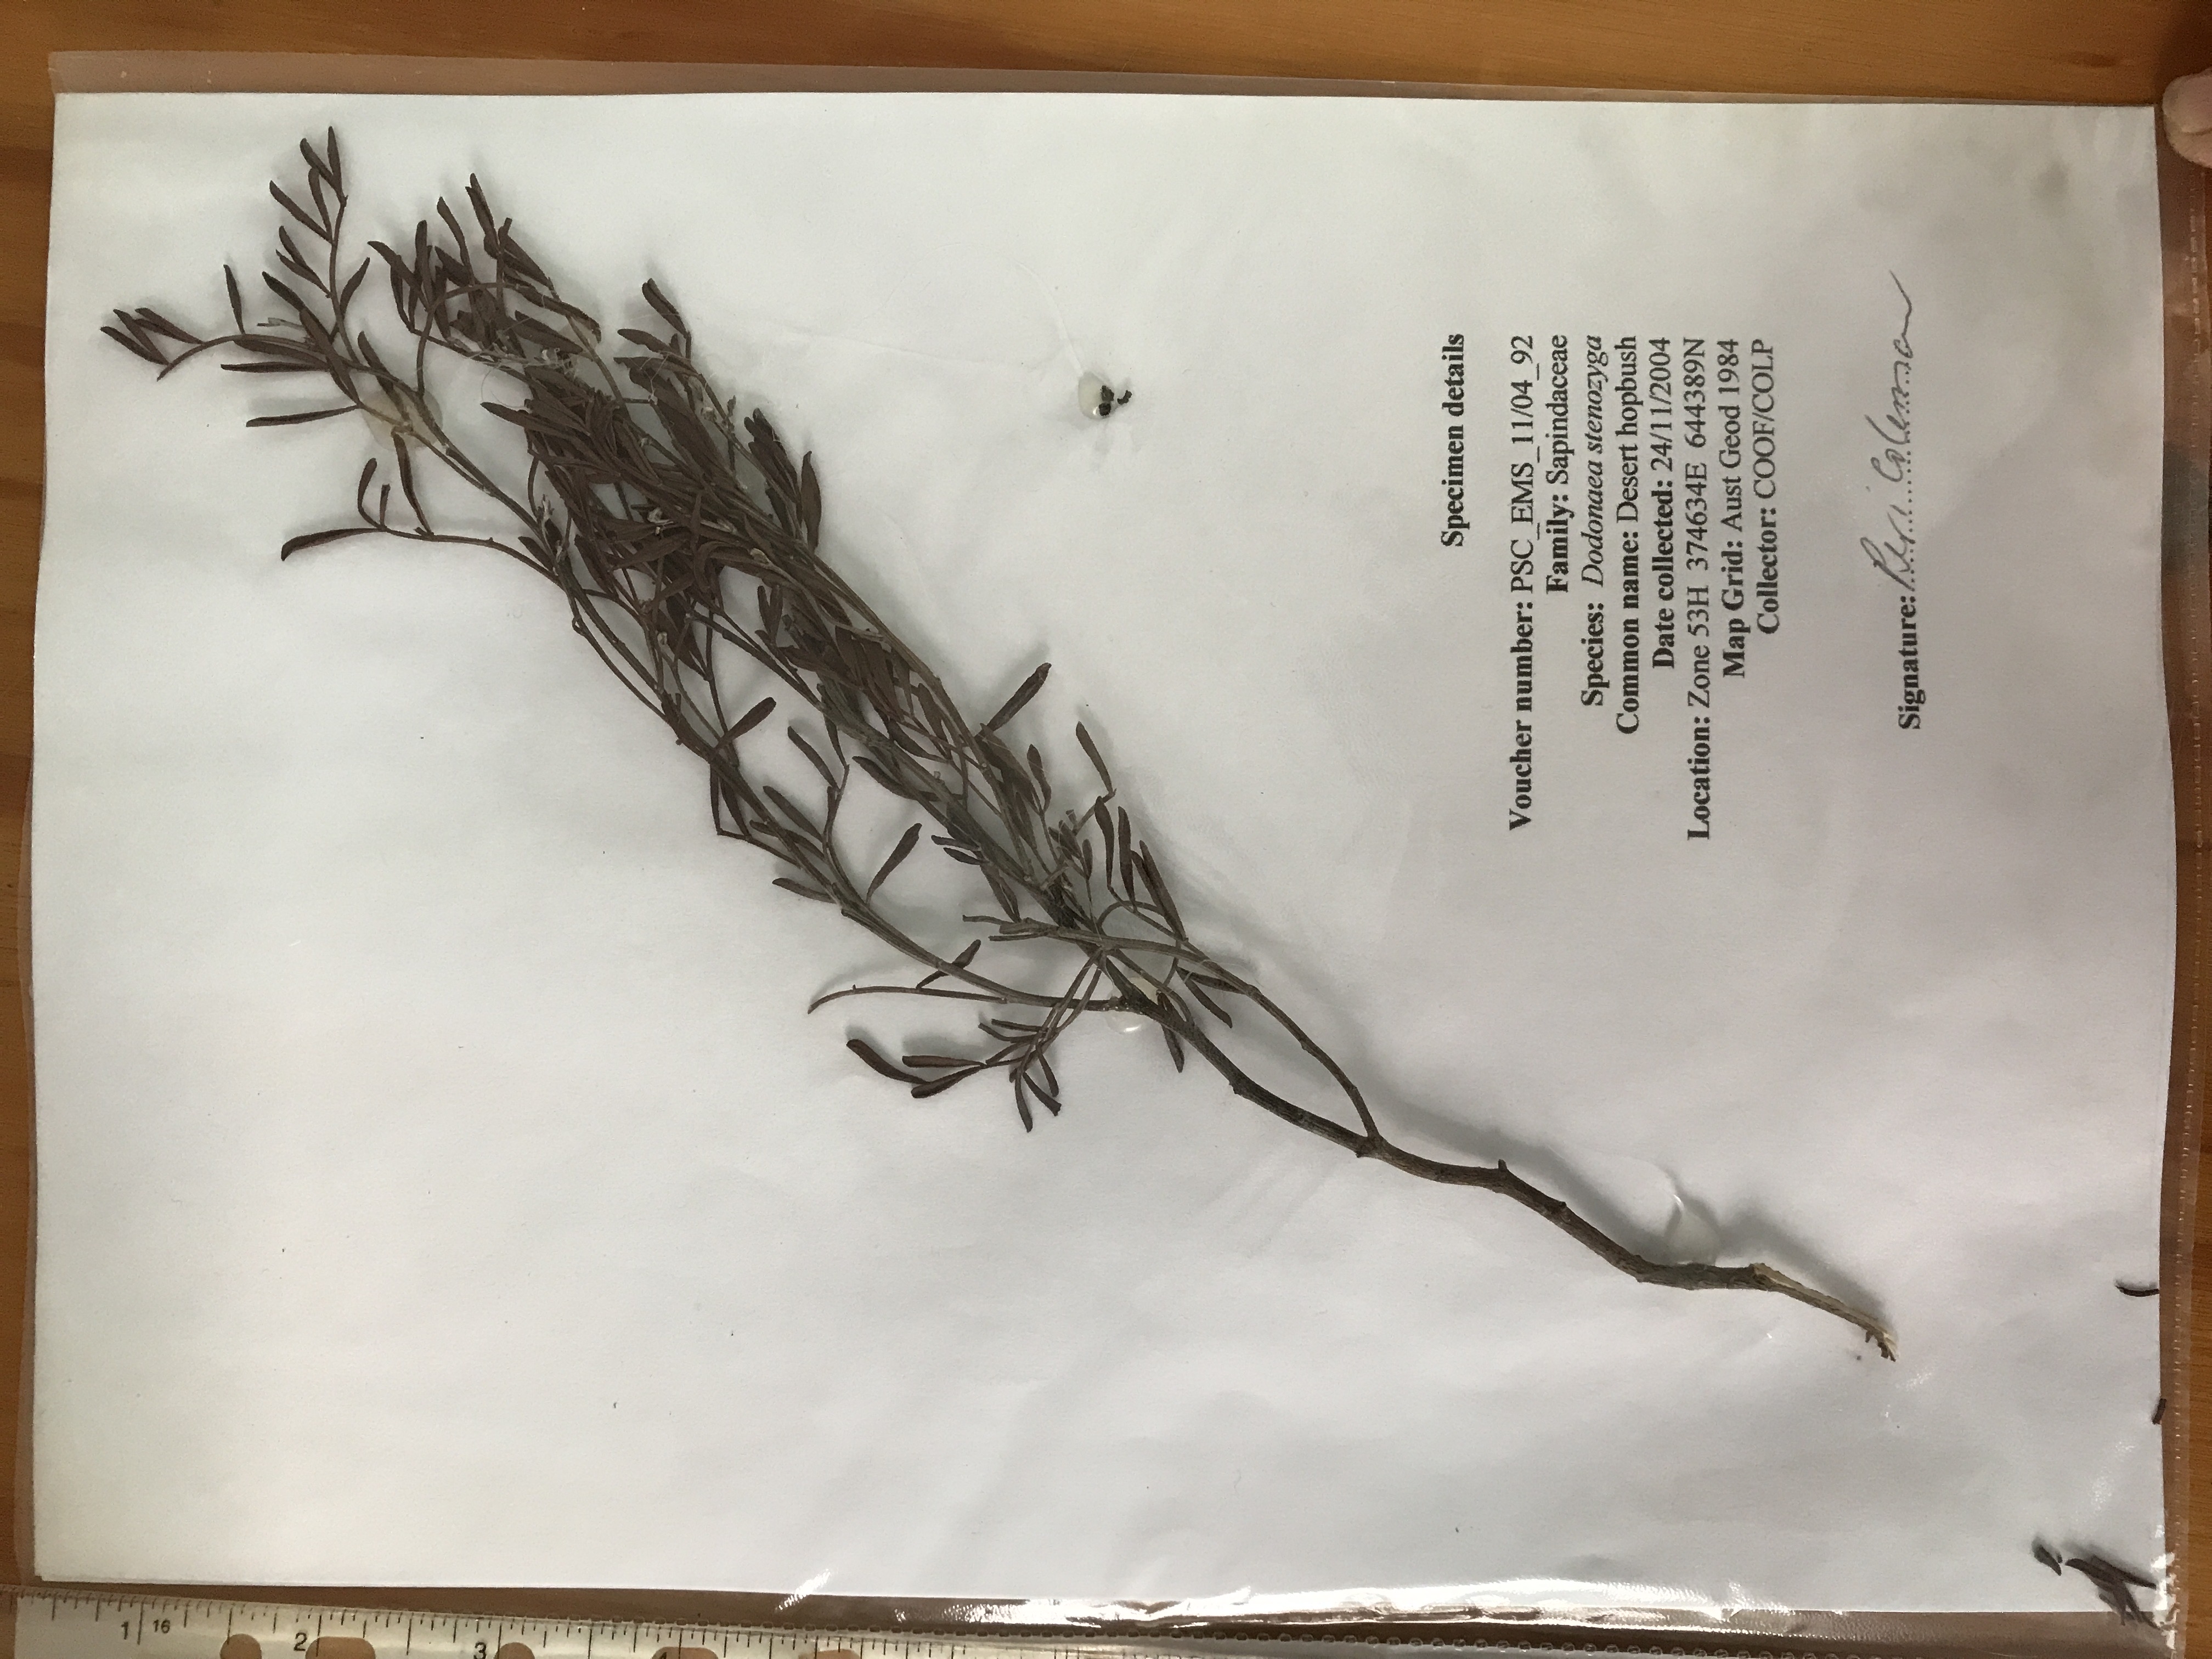 1
16
2
3
Specimen details
Voucher number: PSC_EMS_11/04_92
Family: Sapindaceae
Species: Dodonaea stenozyga
Common name: Desert hopbush
Date collected: 24/11/2004
Location: Zone 53H 374634E 644389N
Map Grid: Aust Geod 1984
Collector: COOF/COLP
Signature: Peri Coleman